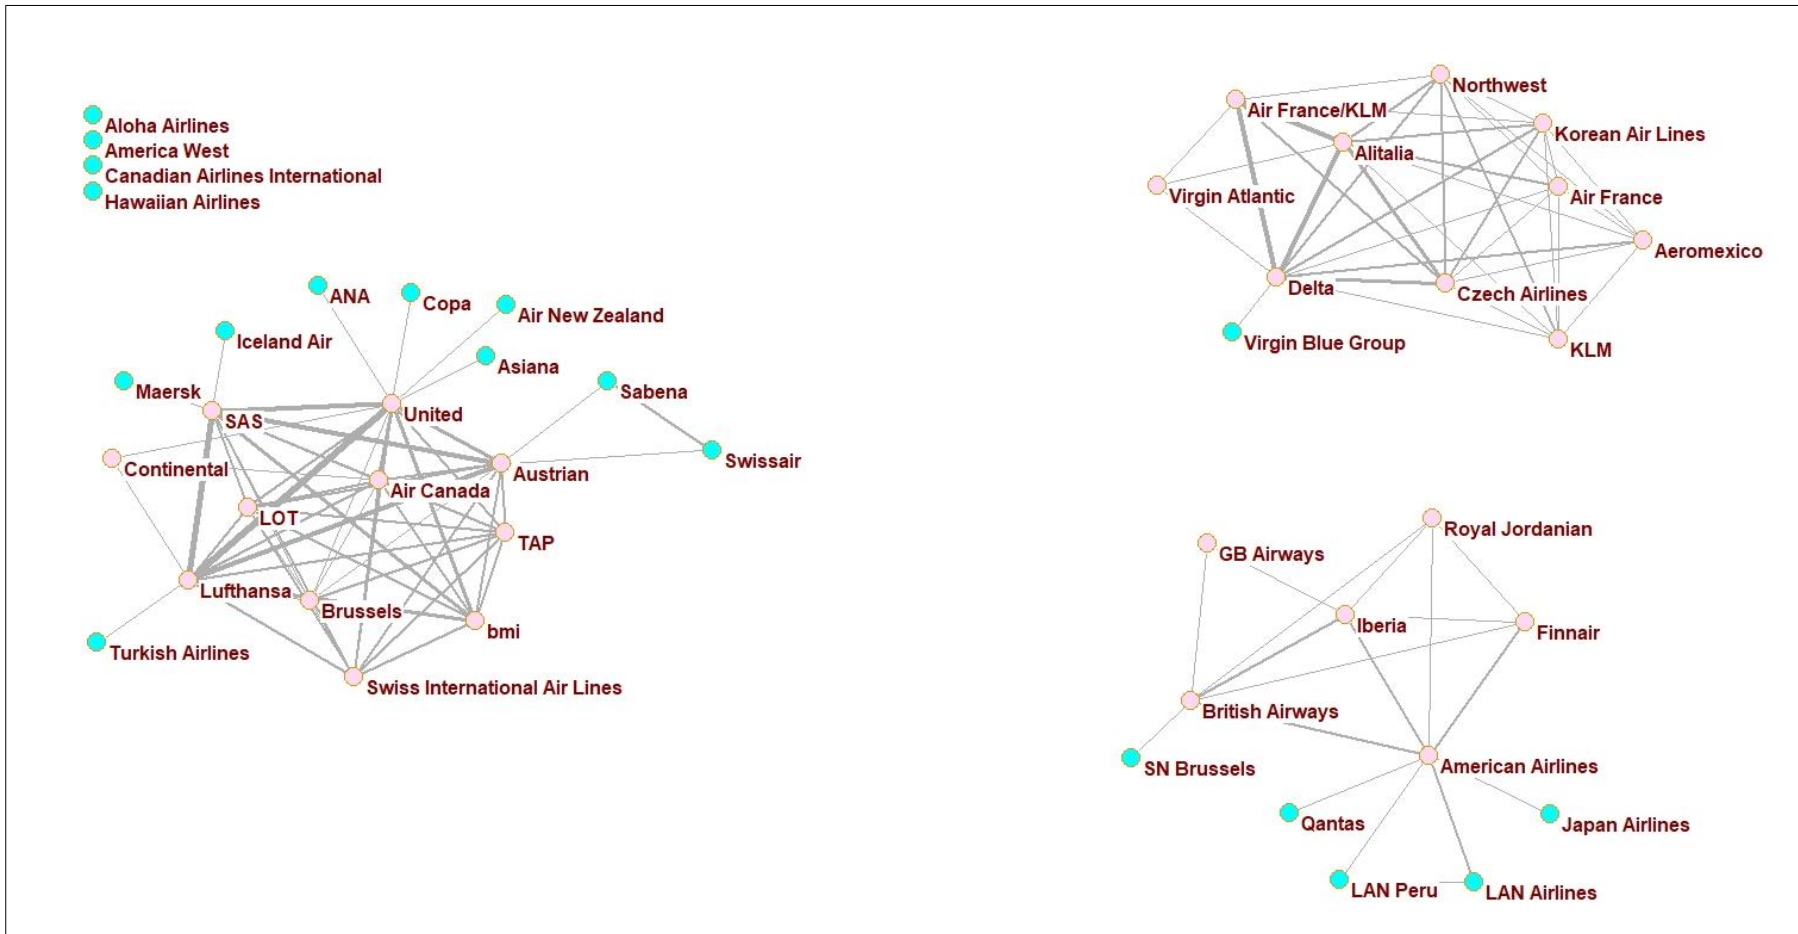 Aloha Airlines
America West
Canadian Airlines International
Hawaiian Airlines
ANA
Copa
Air New Zealand
Iceland Air
Asiana
Maersk
Sabena
SAS
United
Continental
Austrian
Swissair
Air Canada
LOT
TAP
Lufthansa
Brussels
bmi
Turkish Airlines
Swiss International Air Lines
Northwest
Air France/KLM
Korean Air Lines
Alitalia
Virgin Atlantic
Air France
Aeromexico
Delta
Czech Airlines
Virgin Blue Group
KLM
Royal Jordanian
GB Airways
Iberia
Finnair
British Airways
SN Brussels
American Airlines
Qantas
Japan Airlines
LAN Peru
LAN Airlines